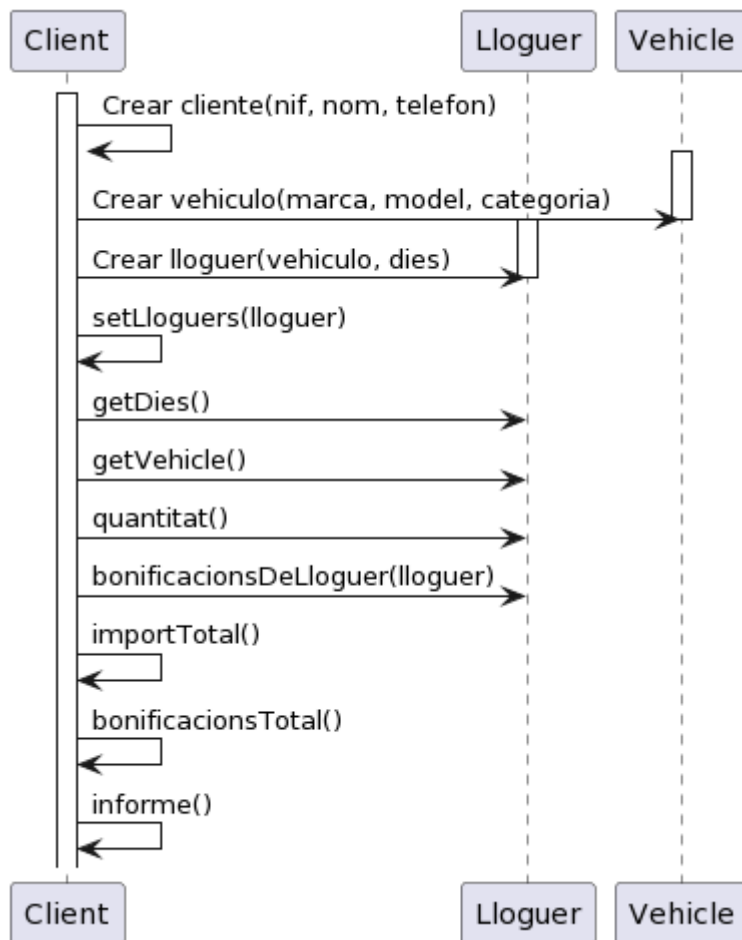 Client Lloguer Vehicle
Crear cliente(nif, nom, telefon)
Crear vehiculo(marca, model, categoria)
Crear lloguer(vehiculo, dies)
setLloguers(lloguer)
getDies()
getVehicle()
quantitat()
bonificacionsDeLloguer(lloguer)
importTotal()
bonificacionsTotal()
informe()
Client Lloguer Vehicle